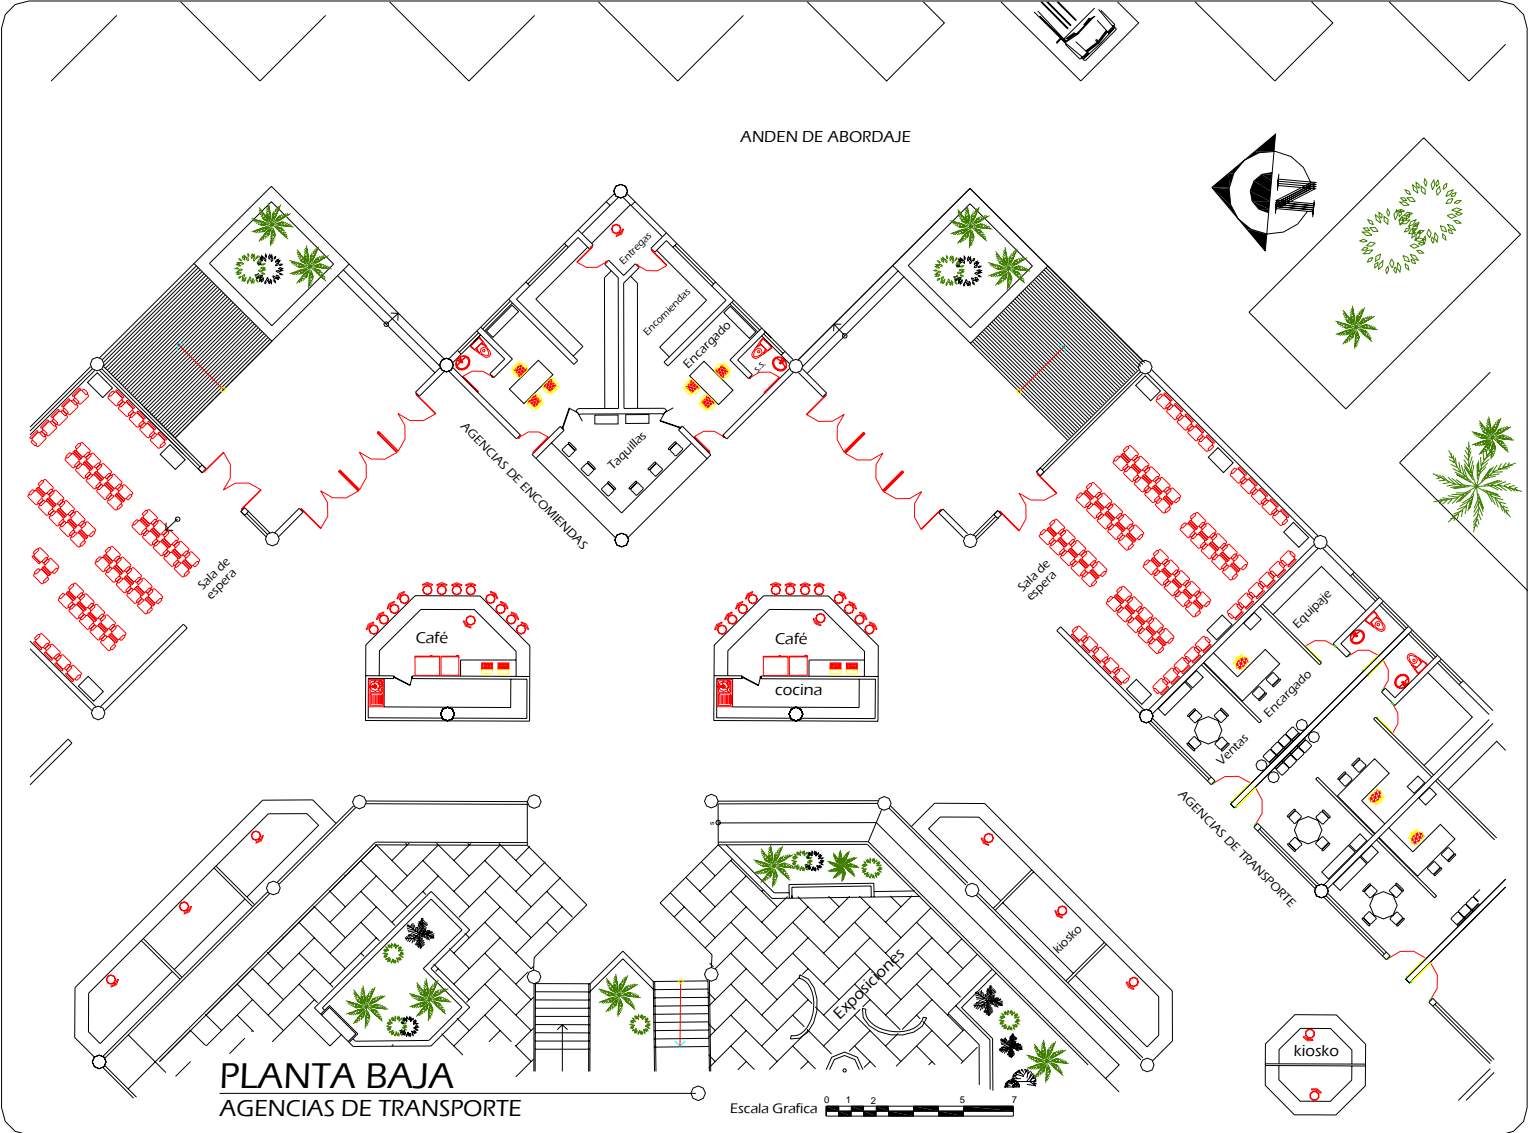 ANDEN DE ABORDAJE
N
Entregas
Encomiendas
Encargado
S.S.
Taquillas
AGENCIAS DE ENCOMIENDAS
Sala de
espera
Sala de
espera
Café
Café
cocina
Equipaje
Encargado
Ventas
AGENCIAS DE TRANSPORTE
kiosko
Exposiciones
kiosko
PLANTA BAJA
AGENCIAS DE TRANSPORTE
Escala Grafica 0 1 2 5 7